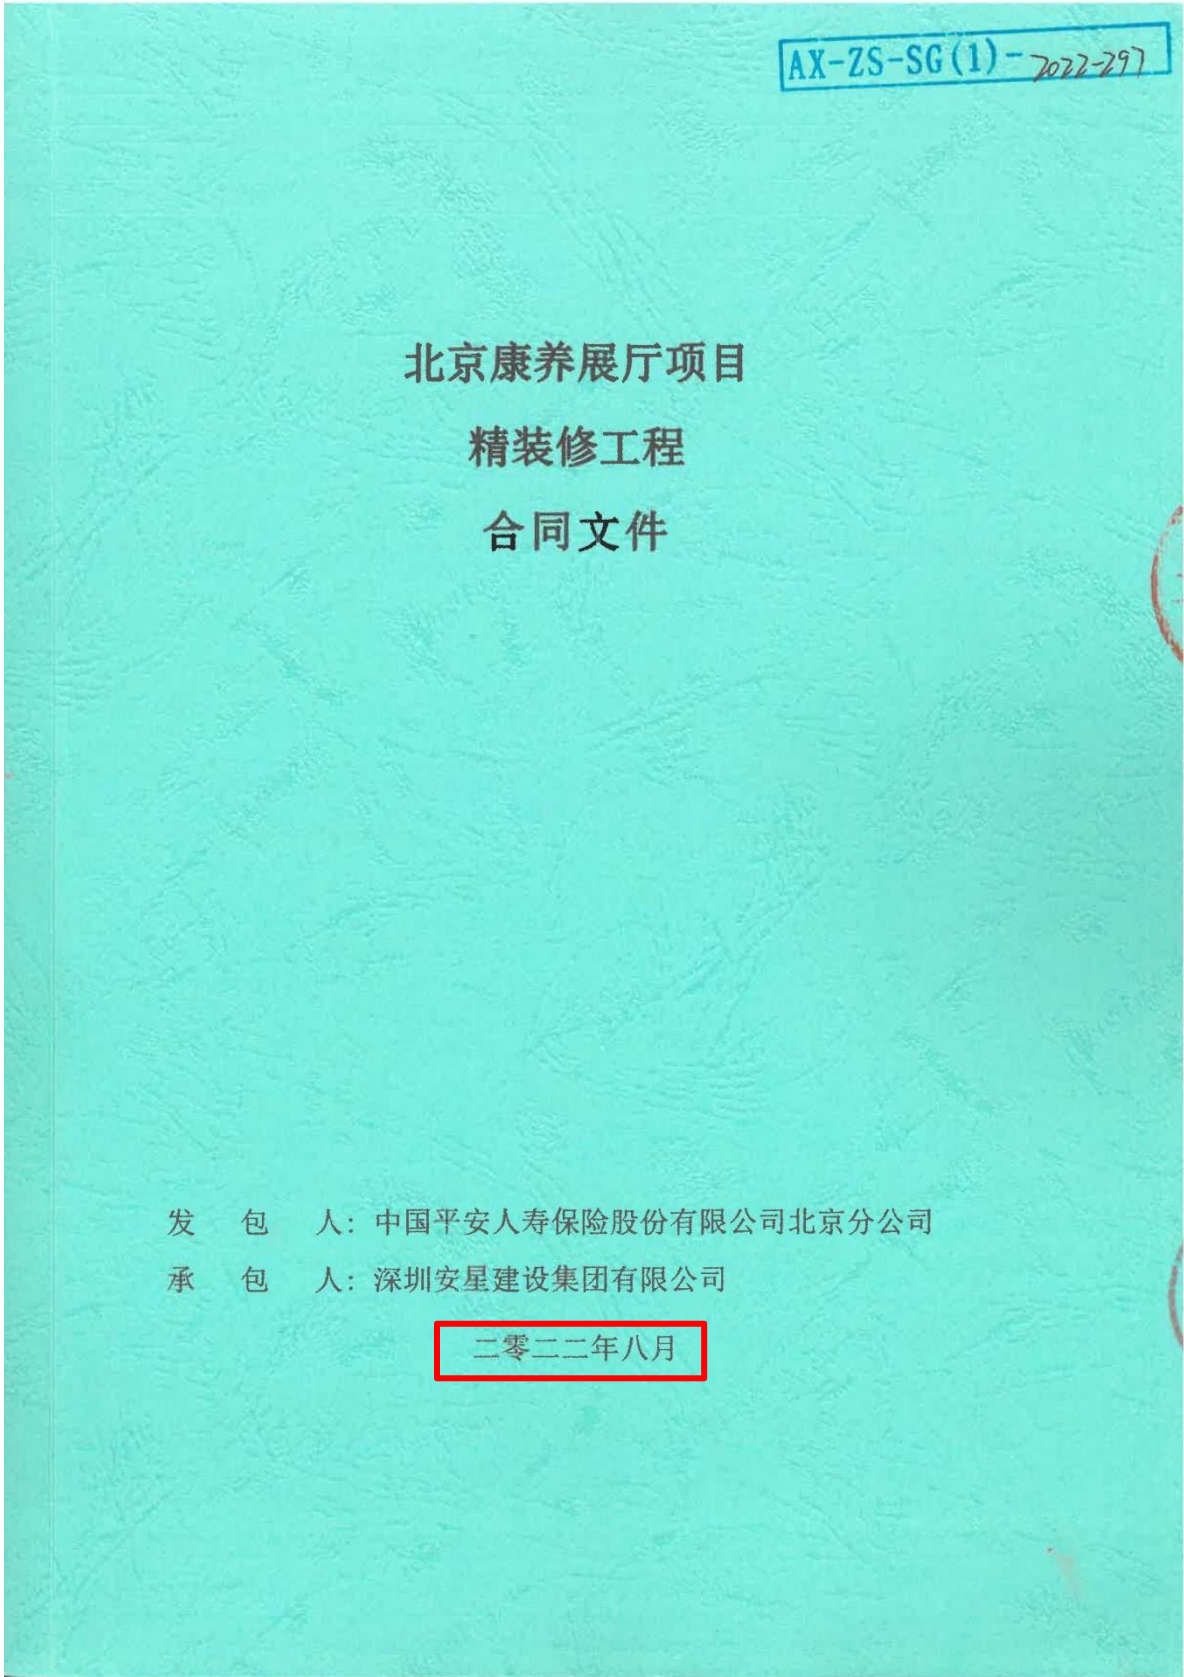 AX-ZS-SG(1)-2022-297
北京康养展厅项目
精装修工程
合同文件
发包人：中国平安人寿保险股份有限公司北京分公司
承包人：深圳安星建设集团有限公司
二零二二年八月